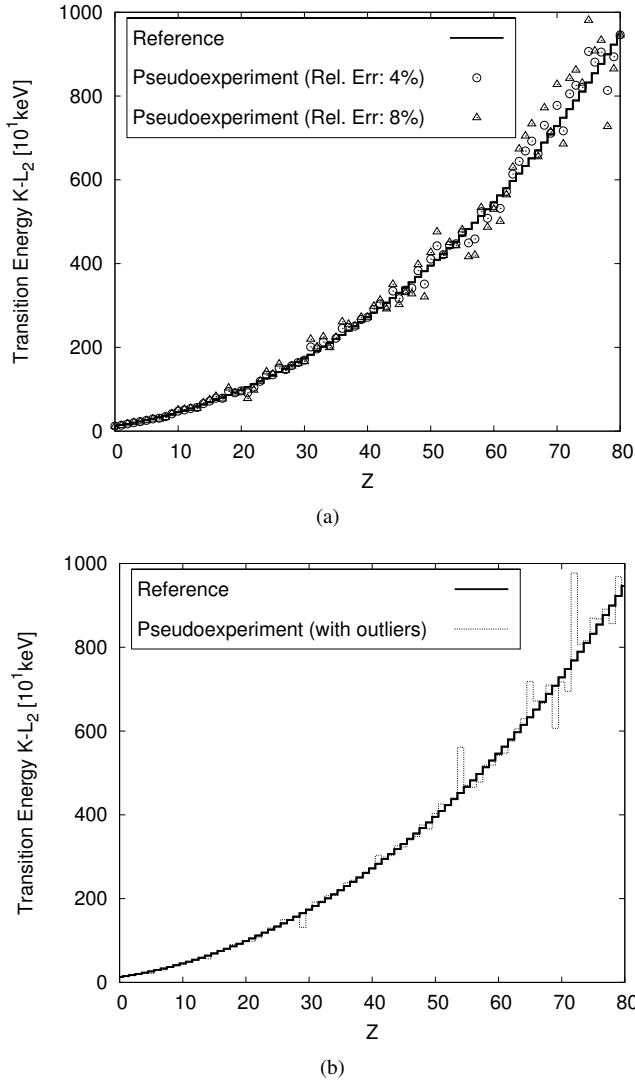 1000
800
600
400
200
0
Transition Energy K-L2 [10^1keV]
Reference
Pseudoexperiment (Rel. Err: 4%)
Pseudoexperiment (Rel. Err: 8%)
0 10 20 30 40 50 60 70 80
Z
(a)
1000
800
600
400
200
0
Transition Energy K-L2 [10^1keV]
Reference
Pseudoexperiment (with outliers)
0 10 20 30 40 50 60 70 80
Z
(b)